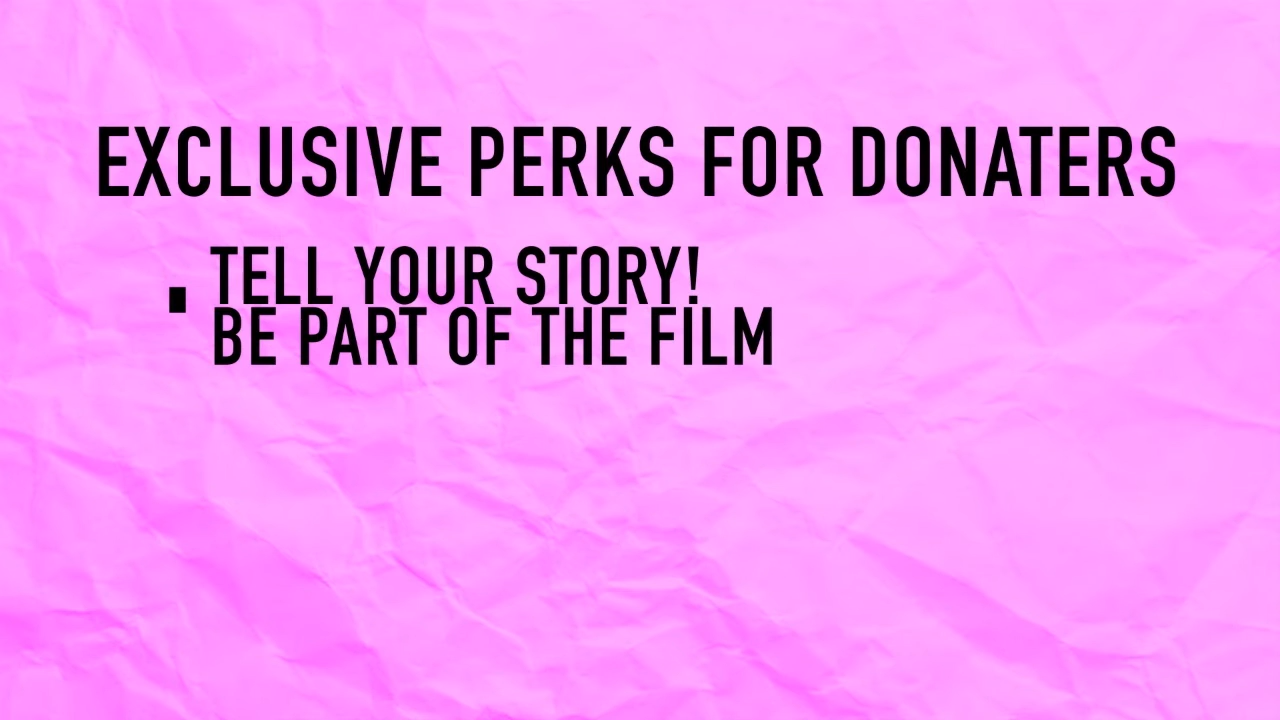 EXCLUSIVE PERKS FOR DONATERS
▪ TELL YOUR STORY!
BE PART OF THE FILM